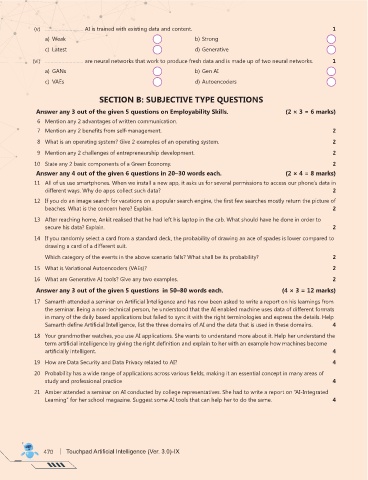 (v) .................... AI is trained with existing data and content. 1
a) Weak b) Strong
c) Latest d) Generative
(vi) .................... are neural networks that work to produce fresh data and is made up of two neural networks. 1
a) GANs b) Gen AI
c) VAEs d) Autoencoders
SECTION B: SUBJECTIVE TYPE QUESTIONS
Answer any 3 out of the given 5 questions on Employability Skills. (2 × 3 = 6 marks)
6 Mention any 2 advantages of written communication.
7 Mention any 2 benefits from self-management. 2
8 What is an operating system? Give 2 examples of an operating system. 2
9 Mention any 2 challenges of entrepreneurship development. 2
10 State any 2 basic components of a Green Economy. 2
Answer any 4 out of the given 6 questions in 20–30 words each. (2 × 4 = 8 marks)
11 All of us use smartphones. When we install a new app, it asks us for several permissions to access our phone's data in
different ways. Why do apps collect such data? 2
12 If you do an image search for vacations on a popular search engine, the first few searches mostly return the picture of
beaches. What is the concern here? Explain. 2
13 After reaching home, Ankit realised that he had left his laptop in the cab. What should have he done in order to
secure his data? Explain. 2
14 If you randomly select a card from a standard deck, the probability of drawing an ace of spades is lower compared to
drawing a card of a different suit.
Which category of the events in the above scenario falls? What shall be its probability? 2
15 What is Variational Autoencoders (VAEs)? 2
16 What are Generative AI tools? Give any two examples. 2
Answer any 3 out of the given 5 questions in 50–80 words each. (4 × 3 = 12 marks)
17 Samarth attended a seminar on Artificial Intelligence and has now been asked to write a report on his learnings from
the seminar. Being a non-technical person, he understood that the AI enabled machine uses data of different formats
in many of the daily based applications but failed to sync it with the right terminologies and express the details. Help
Samarth define Artificial Intelligence, list the three domains of AI and the data that is used in these domains. 4
18 Your grandmother watches, you use AI applications. She wants to understand more about it. Help her understand the
term artificial intelligence by giving the right definition and explain to her with an example how machines become
artificially intelligent. 4
19 How are Data Security and Data Privacy related to AI? 4
20 Probability has a wide range of applications across various fields, making it an essential concept in many areas of
study and professional practice 4
21 Amber attended a seminar on AI conducted by college representatives. She had to write a report on "AI-Integrated
Learning" for her school magazine. Suggest some AI tools that can help her to do the same. 4
470 | Touchpad Artificial Intelligence (Ver. 3.0)-IX